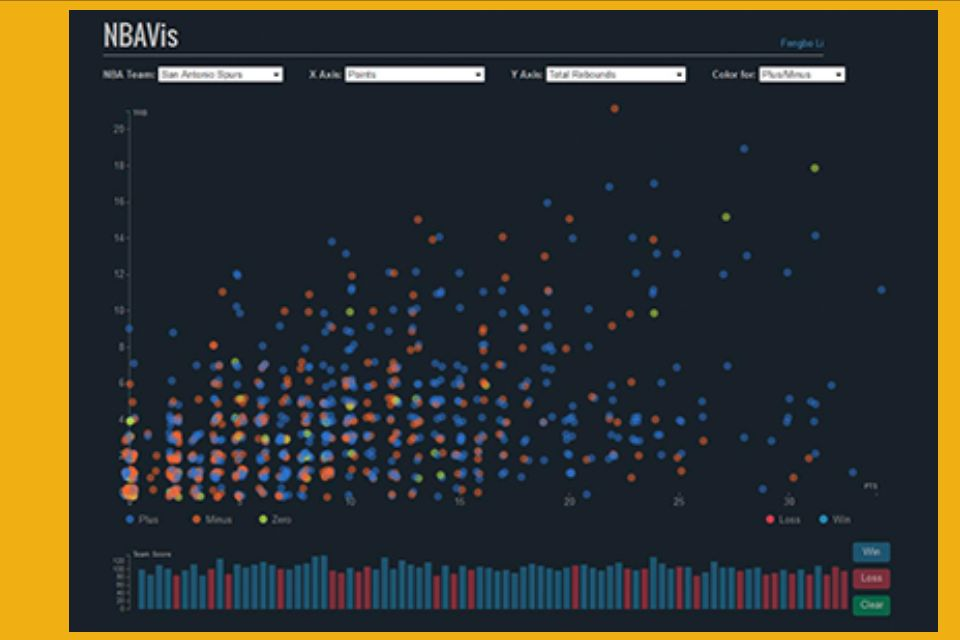 NBAVis
Fengbo Li
NBA Team: San Antonio Spurs X Axis: Points Y Axis: Total Rebounds Color for: Plus/Minus
TRB
20
18
16
14
12
10
8
6
4
2
PTS
0 5 10 15 20 25 30
Plus Minus Zero Loss Win
Team Score
Win
Loss
Clear